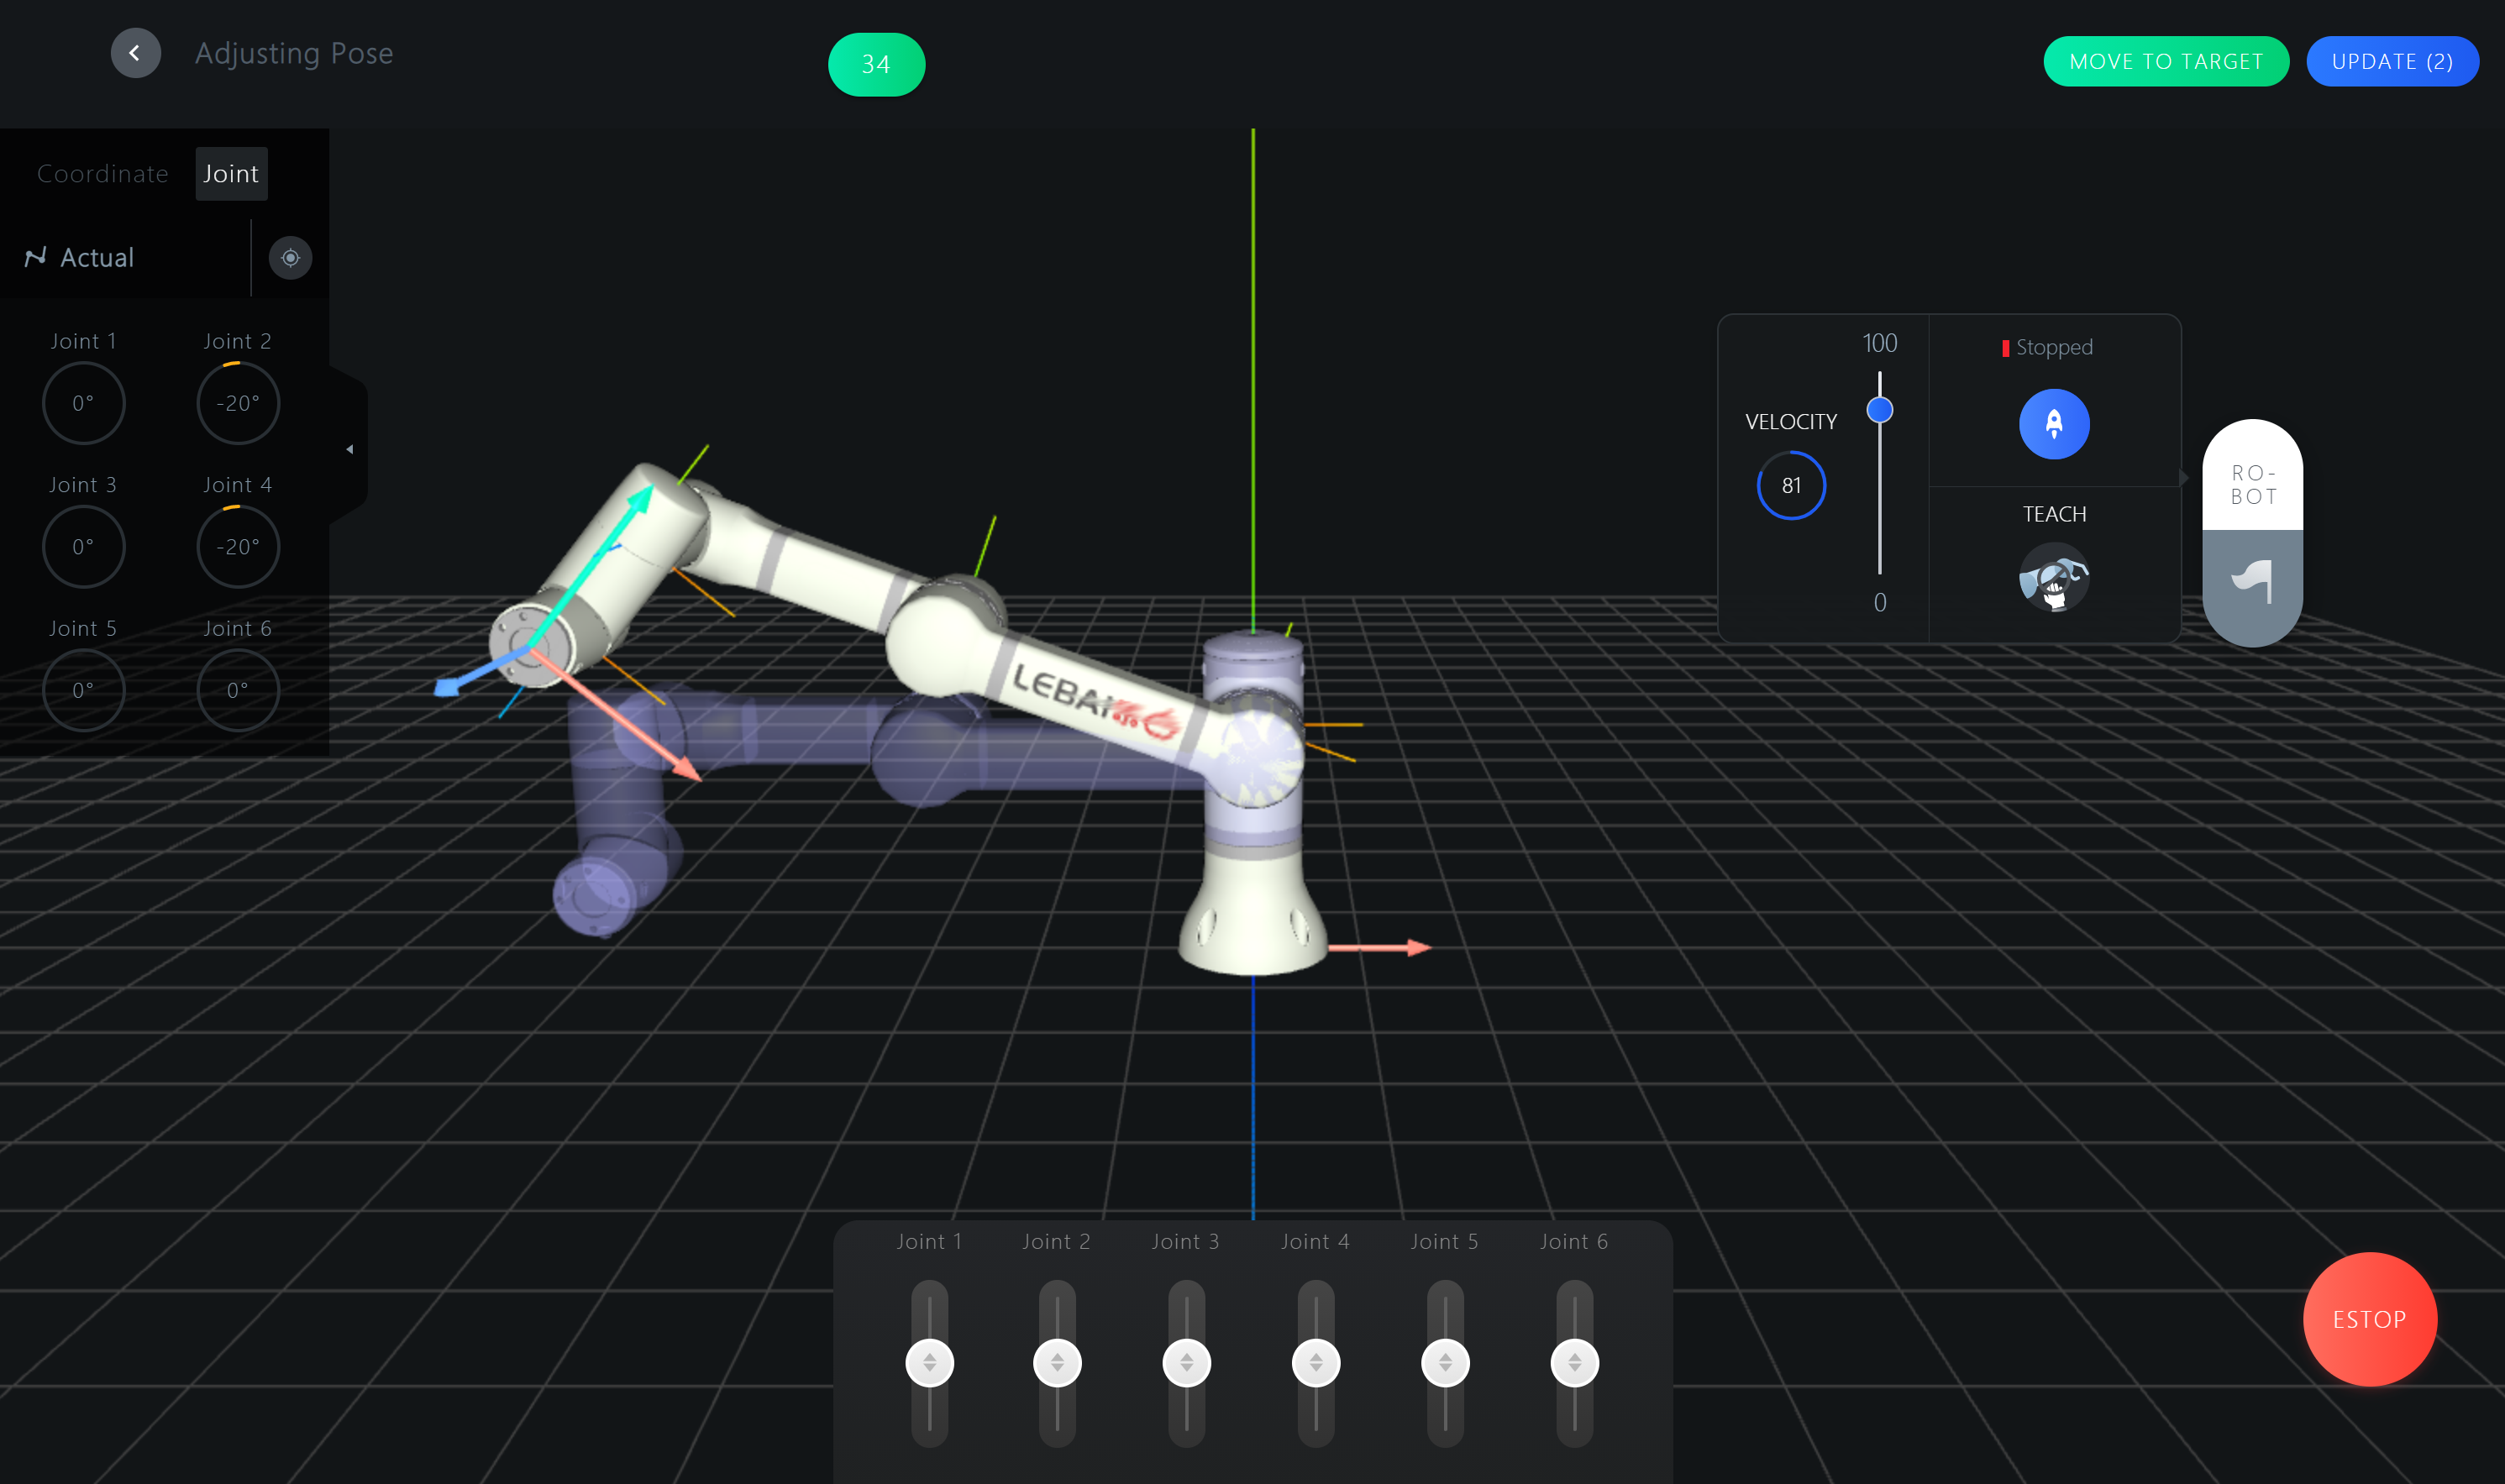 Adjusting Pose
34
MOVE TO TARGET
UPDATE (2)
Coordinate
Joint
Actual
Joint 1
Joint 2
0°
-20°
Joint 3
Joint 4
0°
-20°
Joint 5
Joint 6
0°
0°
LEBAI
VELOCITY
81
100
0
Stopped
TEACH
RO-
BOT
Joint 1
Joint 2
Joint 3
Joint 4
Joint 5
Joint 6
ESTOP